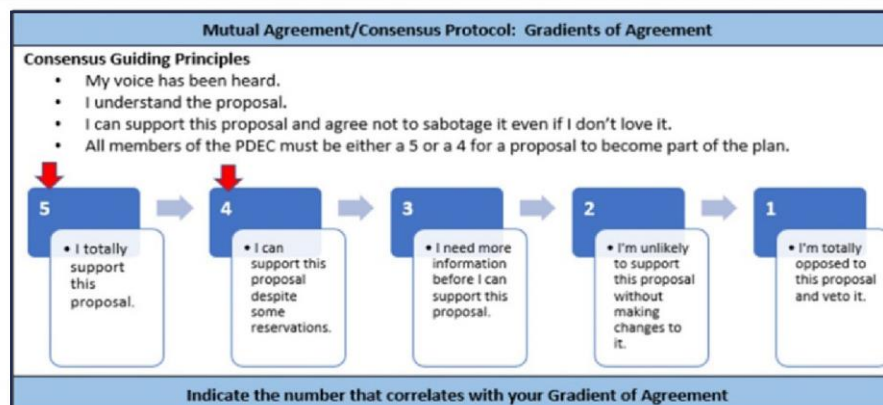 Mutual Agreement/Consensus Protocol: Gradients of Agreement
Consensus Guiding Principles
• My voice has been heard.
• I understand the proposal.
• I can support this proposal and agree not to sabotage it even if I don't love it.
• All members of the PDEC must be either a 5 or a 4 for a proposal to become part of the plan.
5
• I totally
support
this
proposal.
4
• I can
support this
proposal
despite
some
reservations.
3
• I need more
information
before I can
support this
proposal.
2
• I'm unlikely
to support
this proposal
without
making
changes to
it.
1
• I'm totally
opposed to
this proposal
and veto it.
Indicate the number that correlates with your Gradient of Agreement